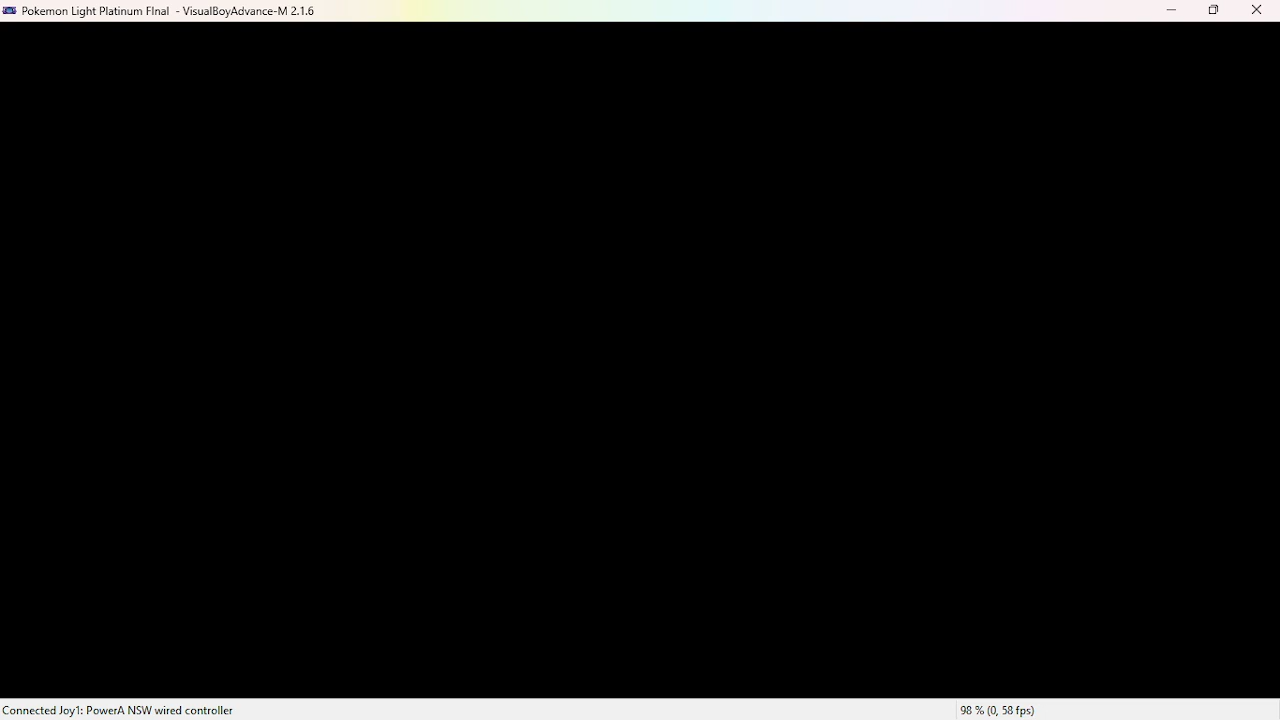 Pokemon Light Platinum FInal - VisualBoyAdvance-M 2.1.6
Connected Joy1: PowerA NSW wired controller
98 % (0, 58 fps)